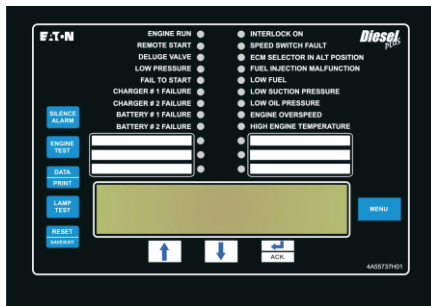 EATON
Diesel
plus
ENGINE RUN
REMOTE START
DELUGE VALVE
LOW PRESSURE
FAIL TO START
CHARGER # 1 FAILURE
CHARGER # 2 FAILURE
BATTERY # 1 FAILURE
BATTERY # 2 FAILURE
INTERLOCK ON
SPEED SWITCH FAULT
ECM SELECTOR IN ALT POSITION
FUEL INJECTION MALFUNCTION
LOW FUEL
LOW SUCTION PRESSURE
LOW OIL PRESSURE
ENGINE OVERSPEED
HIGH ENGINE TEMPERATURE
SILENCE
ALARM
ENGINE
TEST
DATA
PRINT
LAMP
TEST
RESET
SAVE/EXIT
MENU
ACK.
4A55737H01